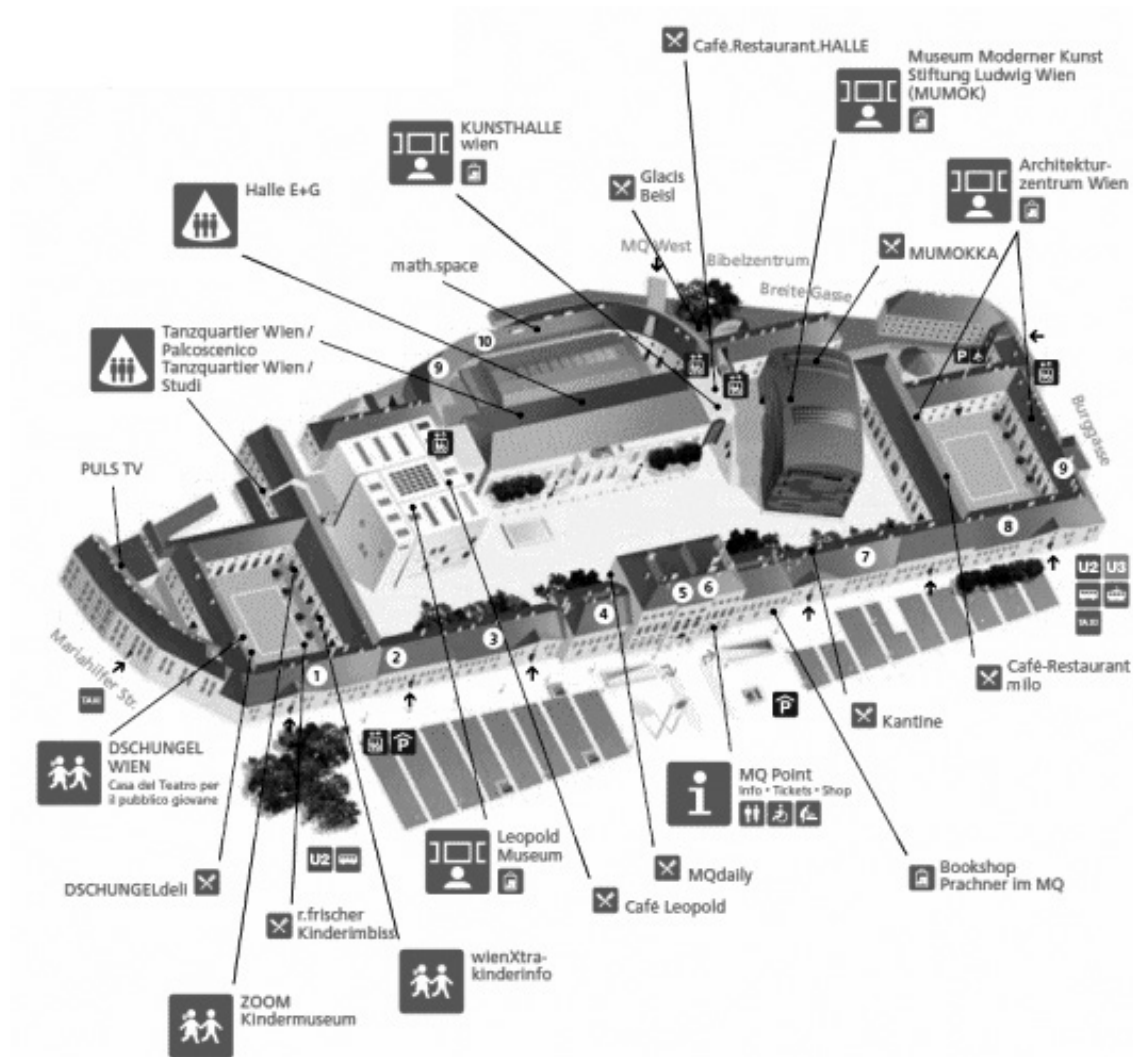 Café.Restaurant.HALLE
Museum Moderner Kunst
Stiftung Ludwig Wien
(MUMOK)
KUNSTHALLE
wien
Glacis
Beisl
Architektur-
zentrum Wien
Halle E+G
MQ West
Bibelzentrum
MUMOKKA
math.space
Breite Gasse
Tanzquartier Wien /
Palcoscenico
Tanzquartier Wien /
Studi
10
9
P
Burggasse
PULS TV
9
8
7
6
5
4
3
2
1
U2 U3
TAXI
Mariahilfer Str.
TAXI
Café-Restaurant
milo
Kantine
P
P
DSCHUNGEL
WIEN
Casa del Teatro per
il pubblico giovane
i
MQ Point
Info • Tickets • Shop
Leopold
Museum
U2
MQdaily
Bookshop
Prachner im MQ
DSCHUNGELdeli
Café Leopold
r.frischer
Kinderimbiss
wienXtra-
kinderinfo
ZOOM
Kindermuseum